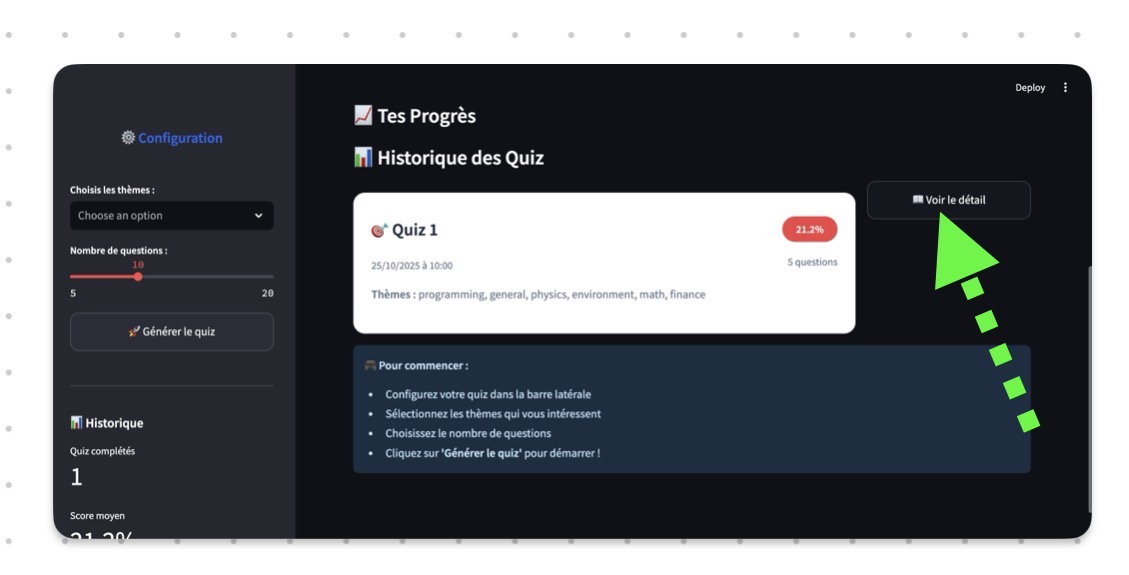 Deploy
Configuration
Choisis les thèmes :
Choose an option
Nombre de questions :
10
5 20
Générer le quiz
Historique
Quiz complétés
1
Score moyen
21.2%
Tes Progrès
Historique des Quiz
Quiz 1
21.2%
25/10/2025 à 10:00
5 questions
Thèmes : programming, general, physics, environment, math, finance
Voir le détail
Pour commencer :
• Configurez votre quiz dans la barre latérale
• Sélectionnez les thèmes qui vous intéressent
• Choisissez le nombre de questions
• Cliquez sur 'Générer le quiz' pour démarrer !